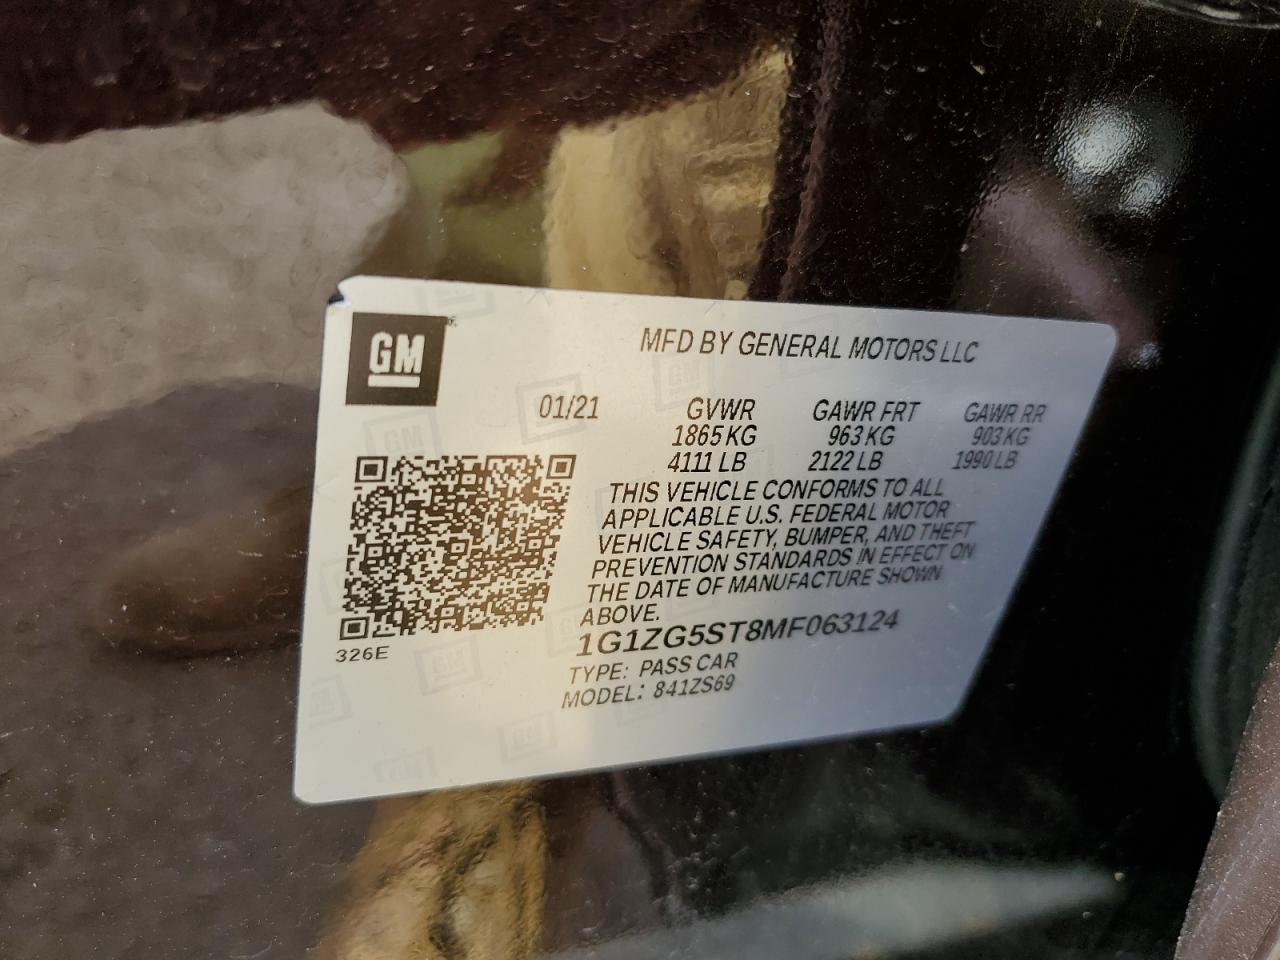 GM
MFD BY GENERAL MOTORS LLC
01/21 GVWR GAWR FRT GAWR RR
1865 KG 963 KG 903 KG
4111 LB 2122 LB 1990 LB
THIS VEHICLE CONFORMS TO ALL
APPLICABLE U.S. FEDERAL MOTOR
VEHICLE SAFETY, BUMPER, AND THEFT
PREVENTION STANDARDS IN EFFECT ON
THE DATE OF MANUFACTURE SHOWN
ABOVE.
1G1ZG5ST8MF063124
326E
TYPE: PASS CAR
MODEL: 841ZS69